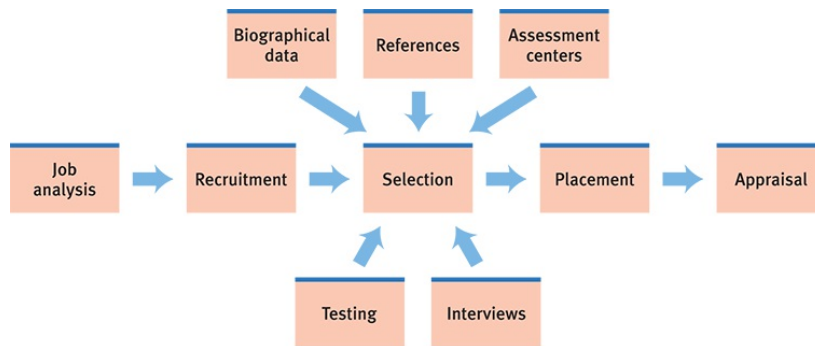 Biographical
data
References
Assessment
centers
Job
analysis
Recruitment
Selection
Placement
Appraisal
Testing
Interviews